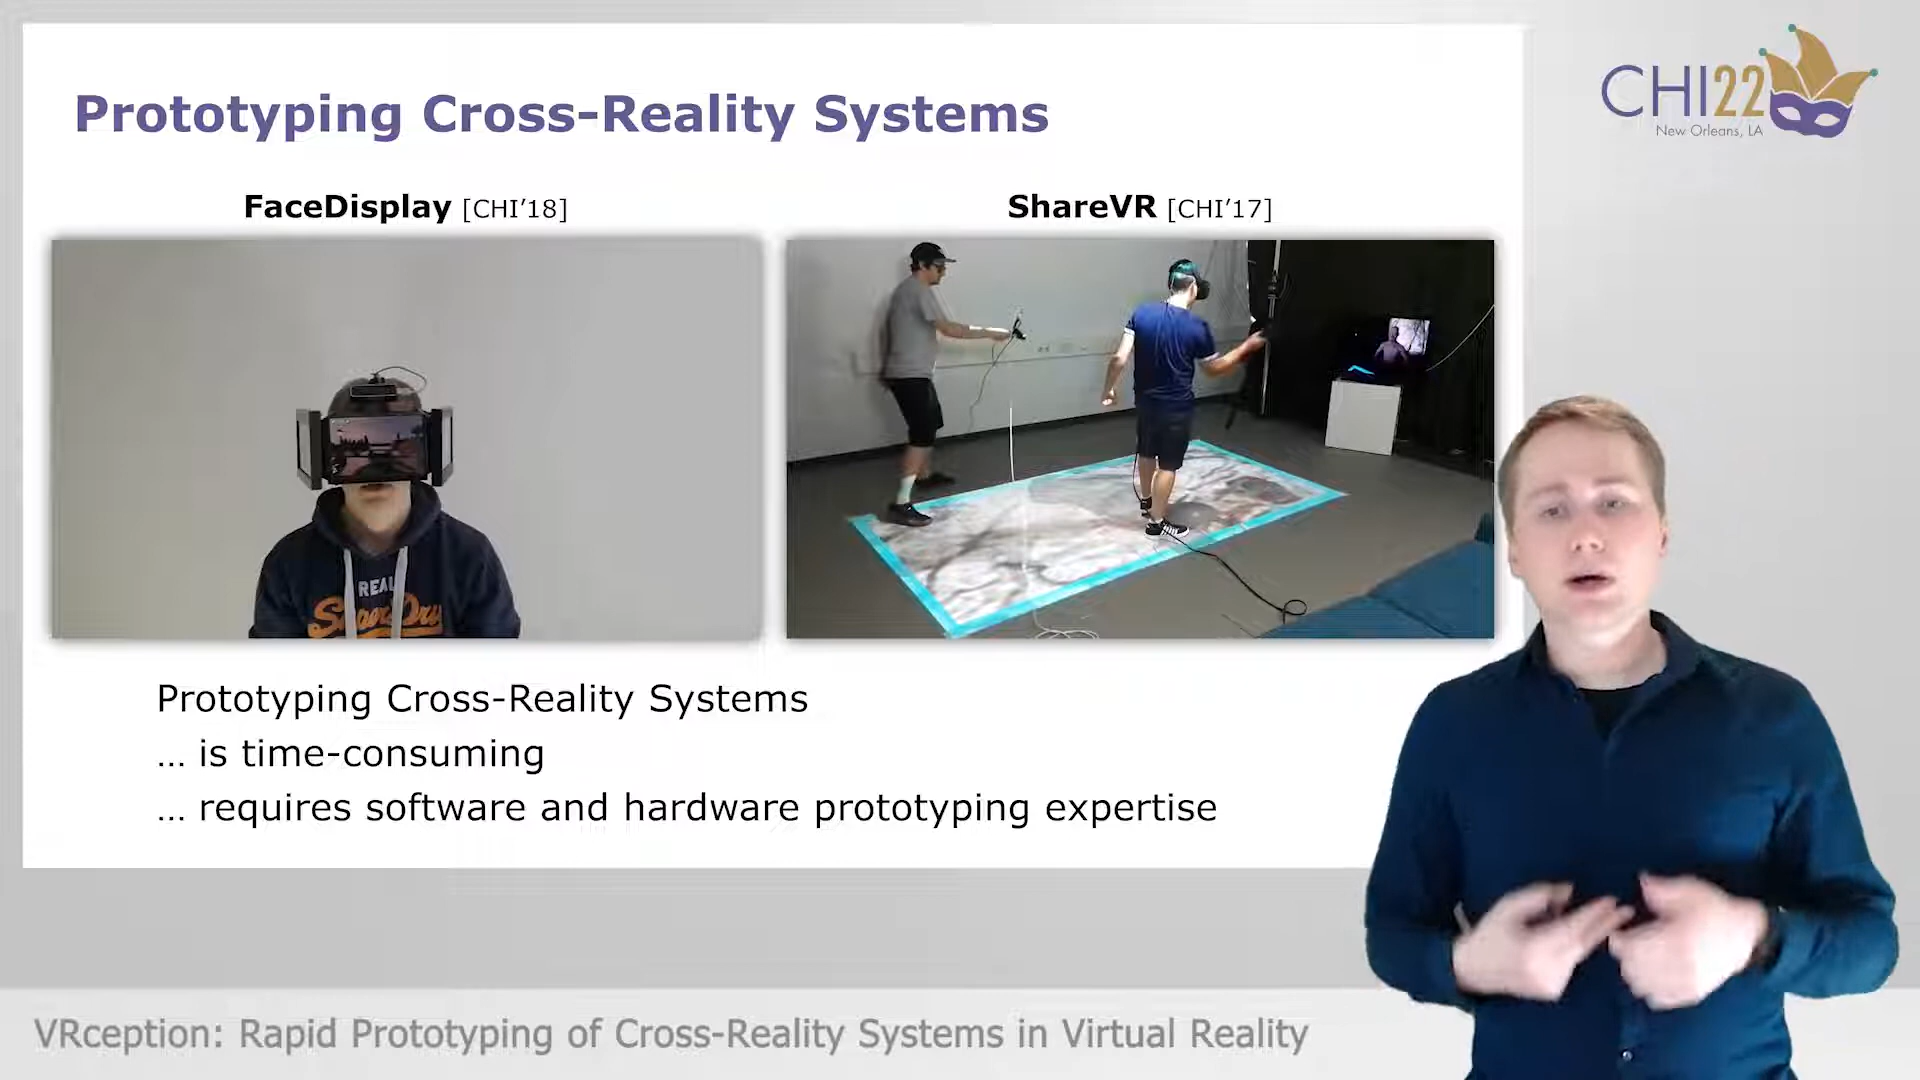 Prototyping Cross-Reality Systems
CHI22
New Orleans, LA
FaceDisplay [CHI’18]
ShareVR [CHI’17]
REAL
SuperDry
Prototyping Cross-Reality Systems
... is time-consuming
... requires software and hardware prototyping expertise
VRception: Rapid Prototyping of Cross-Reality Systems in Virtual Reality